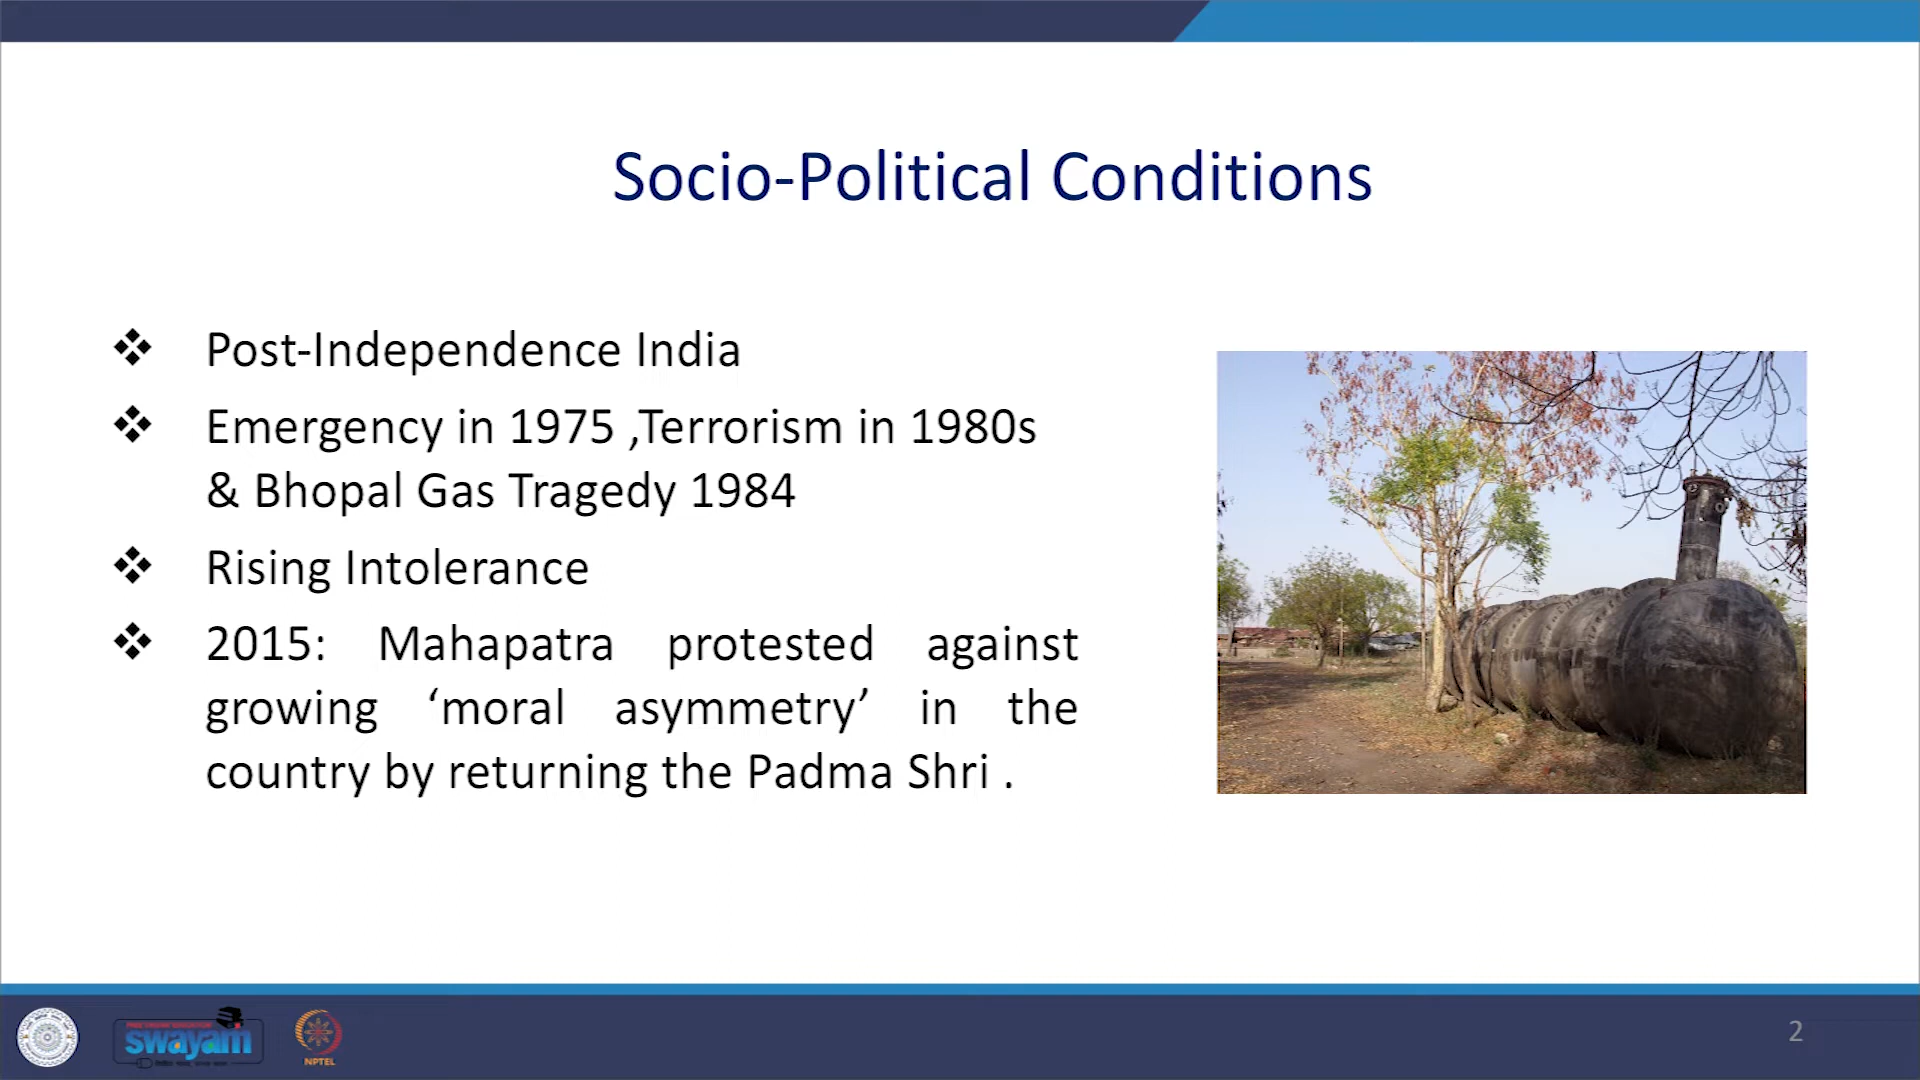 Socio-Political Conditions
❖ Post-Independence India
❖ Emergency in 1975 ,Terrorism in 1980s
& Bhopal Gas Tragedy 1984
❖ Rising Intolerance
❖ 2015: Mahapatra protested against
growing ‘moral asymmetry’ in the
country by returning the Padma Shri .
swayam
NPTEL
2